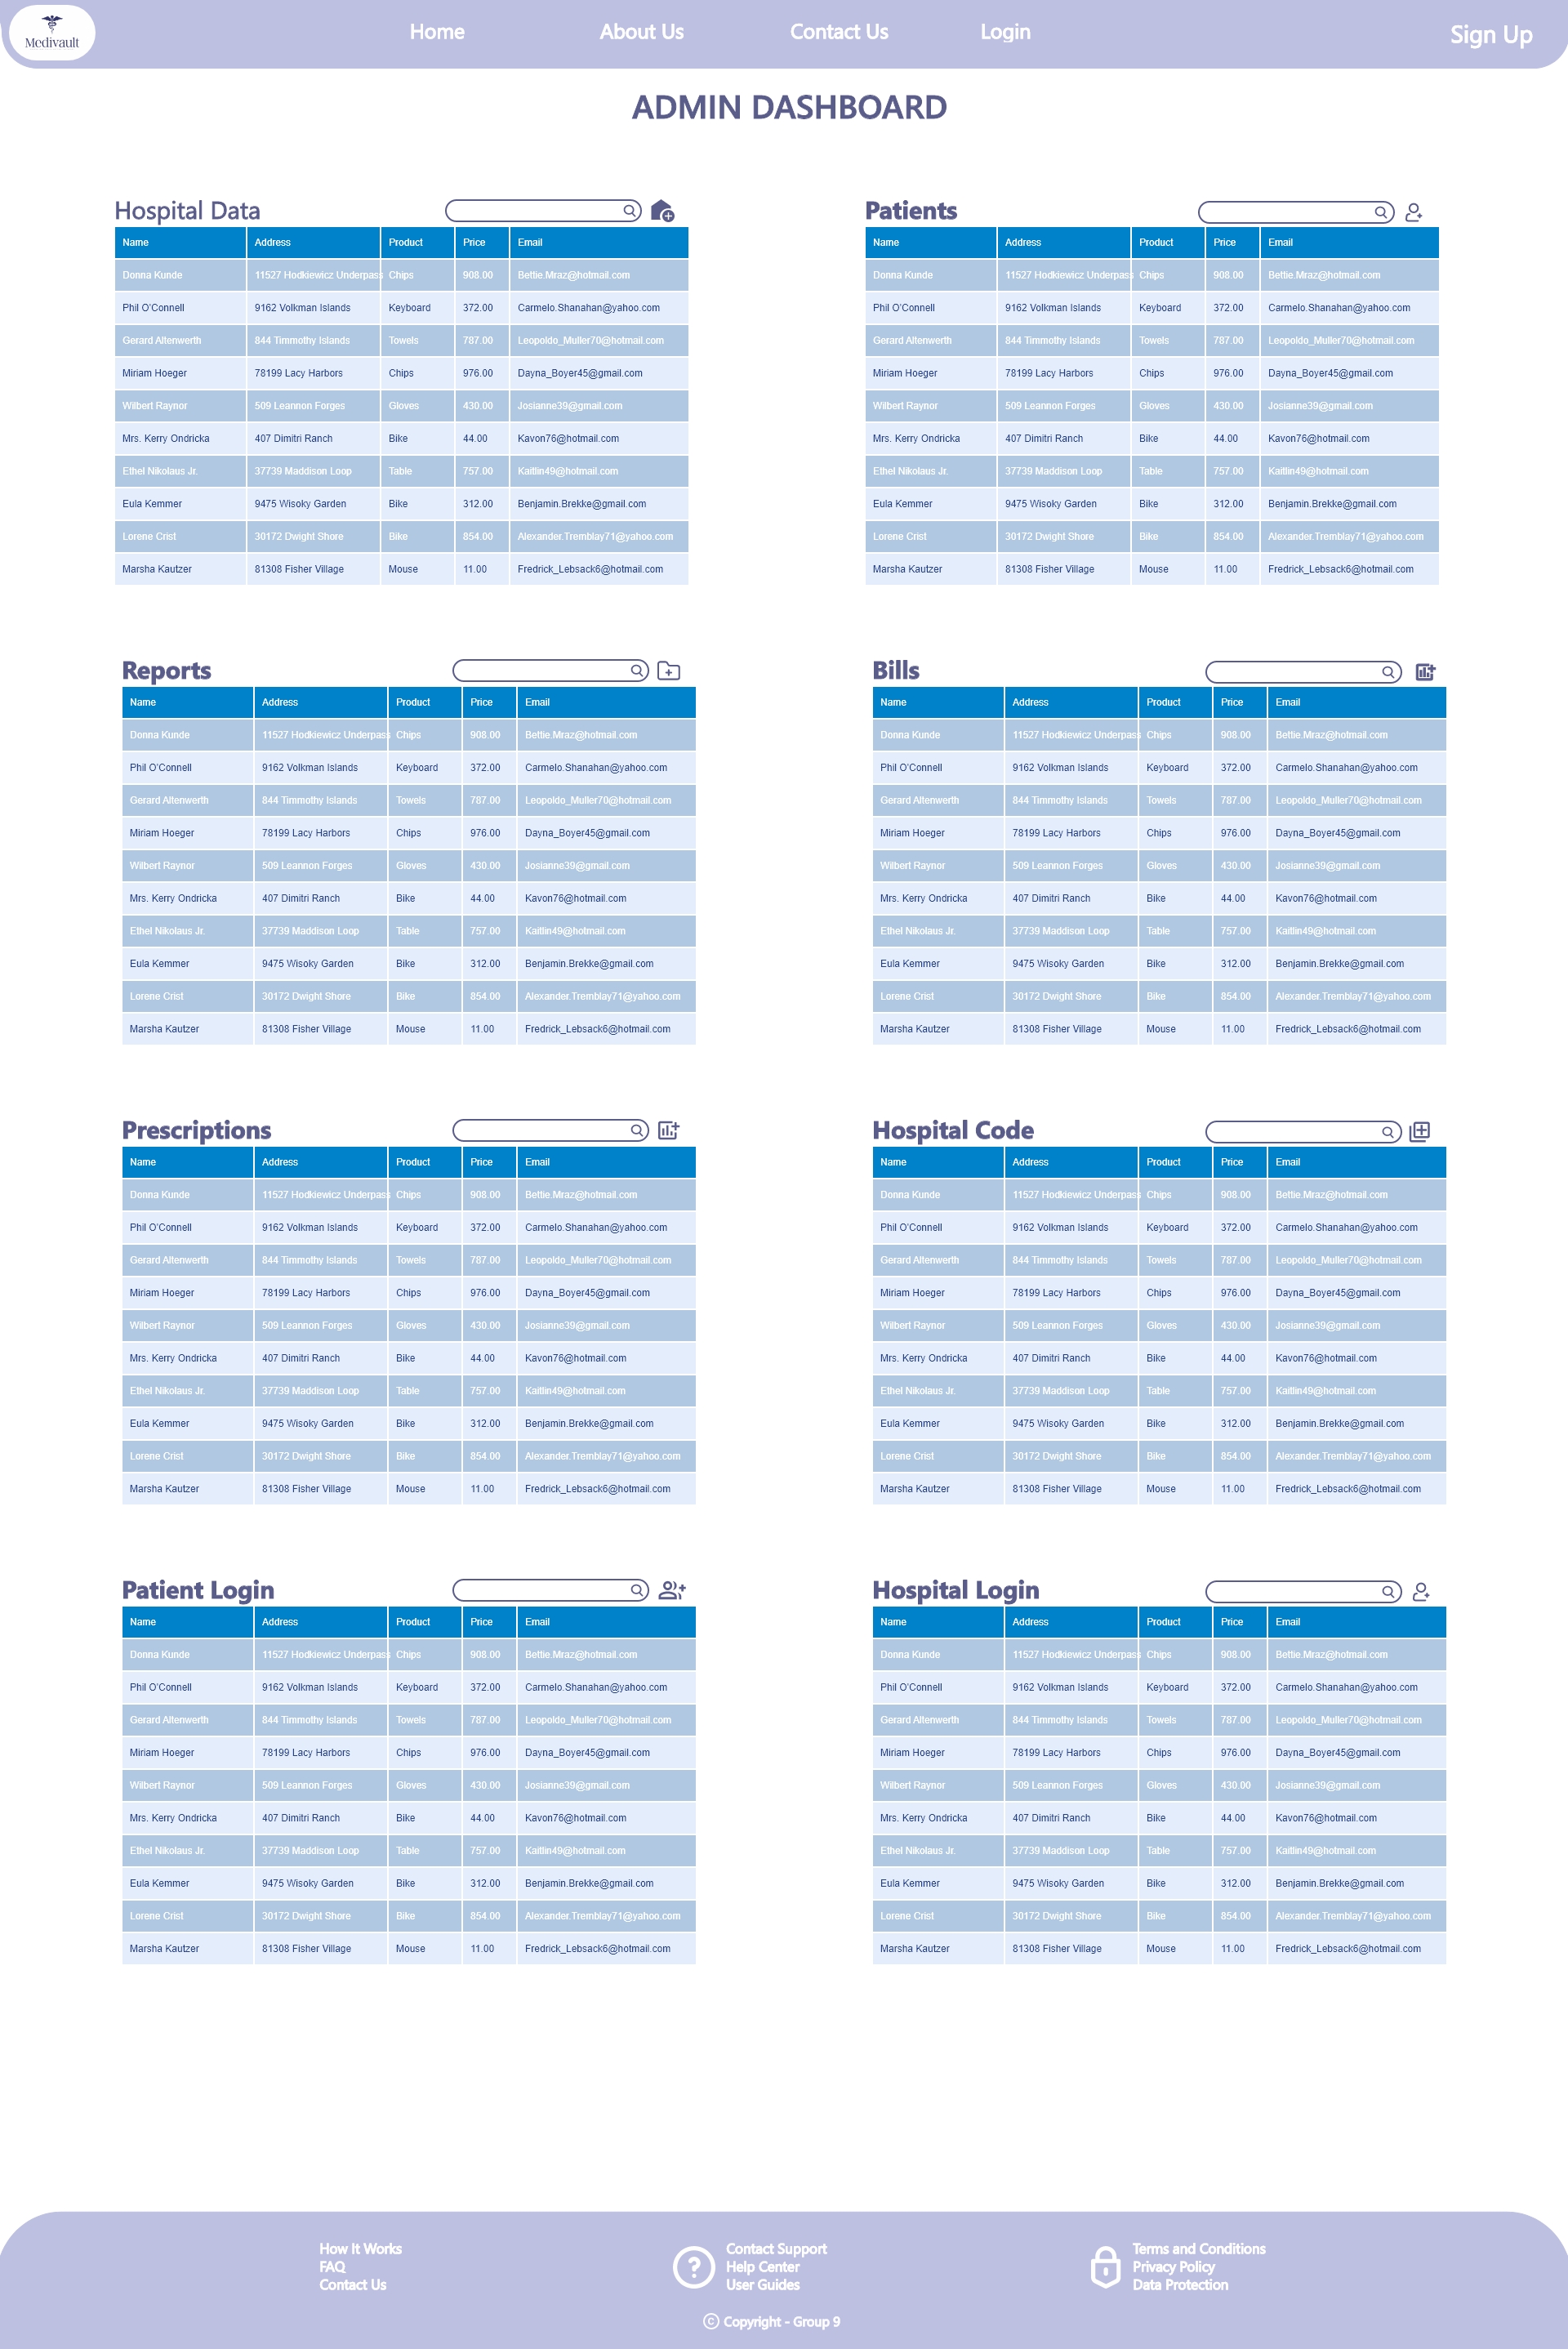 Medivault
Home About Us Contact Us Login Sign Up
ADMIN DASHBOARD
Hospital Data
Name Address Product Price Email
Donna Kunde 11527 Hodkiewicz Underpass Chips 908.00 Bettie.Mraz@hotmail.com
Phil O'Connell 9162 Volkman Islands Keyboard 372.00 Carmelo.Shanahan@yahoo.com
Gerard Altenwerth 844 Timmothy Islands Towels 787.00 Leopoldo_Muller70@hotmail.com
Miriam Hoeger 78199 Lacy Harbors Chips 976.00 Dayna_Boyer45@gmail.com
Wilbert Raynor 509 Leannon Forges Gloves 430.00 Josianne39@gmail.com
Mrs. Kerry Ondricka 407 Dimitri Ranch Bike 44.00 Kavon76@hotmail.com
Ethel Nikolaus Jr. 37739 Maddison Loop Table 757.00 Kaitlin49@hotmail.com
Eula Kemmer 9475 Wisoky Garden Bike 312.00 Benjamin.Brekke@gmail.com
Lorene Crist 30172 Dwight Shore Bike 854.00 Alexander.Tremblay71@yahoo.com
Marsha Kautzer 81308 Fisher Village Mouse 11.00 Fredrick_Lebsack6@hotmail.com
Patients
Name Address Product Price Email
Donna Kunde 11527 Hodkiewicz Underpass Chips 908.00 Bettie.Mraz@hotmail.com
Phil O'Connell 9162 Volkman Islands Keyboard 372.00 Carmelo.Shanahan@yahoo.com
Gerard Altenwerth 844 Timmothy Islands Towels 787.00 Leopoldo_Muller70@hotmail.com
Miriam Hoeger 78199 Lacy Harbors Chips 976.00 Dayna_Boyer45@gmail.com
Wilbert Raynor 509 Leannon Forges Gloves 430.00 Josianne39@gmail.com
Mrs. Kerry Ondricka 407 Dimitri Ranch Bike 44.00 Kavon76@hotmail.com
Ethel Nikolaus Jr. 37739 Maddison Loop Table 757.00 Kaitlin49@hotmail.com
Eula Kemmer 9475 Wisoky Garden Bike 312.00 Benjamin.Brekke@gmail.com
Lorene Crist 30172 Dwight Shore Bike 854.00 Alexander.Tremblay71@yahoo.com
Marsha Kautzer 81308 Fisher Village Mouse 11.00 Fredrick_Lebsack6@hotmail.com
Reports
Name Address Product Price Email
Donna Kunde 11527 Hodkiewicz Underpass Chips 908.00 Bettie.Mraz@hotmail.com
Phil O'Connell 9162 Volkman Islands Keyboard 372.00 Carmelo.Shanahan@yahoo.com
Gerard Altenwerth 844 Timmothy Islands Towels 787.00 Leopoldo_Muller70@hotmail.com
Miriam Hoeger 78199 Lacy Harbors Chips 976.00 Dayna_Boyer45@gmail.com
Wilbert Raynor 509 Leannon Forges Gloves 430.00 Josianne39@gmail.com
Mrs. Kerry Ondricka 407 Dimitri Ranch Bike 44.00 Kavon76@hotmail.com
Ethel Nikolaus Jr. 37739 Maddison Loop Table 757.00 Kaitlin49@hotmail.com
Eula Kemmer 9475 Wisoky Garden Bike 312.00 Benjamin.Brekke@gmail.com
Lorene Crist 30172 Dwight Shore Bike 854.00 Alexander.Tremblay71@yahoo.com
Marsha Kautzer 81308 Fisher Village Mouse 11.00 Fredrick_Lebsack6@hotmail.com
Bills
Name Address Product Price Email
Donna Kunde 11527 Hodkiewicz Underpass Chips 908.00 Bettie.Mraz@hotmail.com
Phil O'Connell 9162 Volkman Islands Keyboard 372.00 Carmelo.Shanahan@yahoo.com
Gerard Altenwerth 844 Timmothy Islands Towels 787.00 Leopoldo_Muller70@hotmail.com
Miriam Hoeger 78199 Lacy Harbors Chips 976.00 Dayna_Boyer45@gmail.com
Wilbert Raynor 509 Leannon Forges Gloves 430.00 Josianne39@gmail.com
Mrs. Kerry Ondricka 407 Dimitri Ranch Bike 44.00 Kavon76@hotmail.com
Ethel Nikolaus Jr. 37739 Maddison Loop Table 757.00 Kaitlin49@hotmail.com
Eula Kemmer 9475 Wisoky Garden Bike 312.00 Benjamin.Brekke@gmail.com
Lorene Crist 30172 Dwight Shore Bike 854.00 Alexander.Tremblay71@yahoo.com
Marsha Kautzer 81308 Fisher Village Mouse 11.00 Fredrick_Lebsack6@hotmail.com
Prescriptions
Name Address Product Price Email
Donna Kunde 11527 Hodkiewicz Underpass Chips 908.00 Bettie.Mraz@hotmail.com
Phil O'Connell 9162 Volkman Islands Keyboard 372.00 Carmelo.Shanahan@yahoo.com
Gerard Altenwerth 844 Timmothy Islands Towels 787.00 Leopoldo_Muller70@hotmail.com
Miriam Hoeger 78199 Lacy Harbors Chips 976.00 Dayna_Boyer45@gmail.com
Wilbert Raynor 509 Leannon Forges Gloves 430.00 Josianne39@gmail.com
Mrs. Kerry Ondricka 407 Dimitri Ranch Bike 44.00 Kavon76@hotmail.com
Ethel Nikolaus Jr. 37739 Maddison Loop Table 757.00 Kaitlin49@hotmail.com
Eula Kemmer 9475 Wisoky Garden Bike 312.00 Benjamin.Brekke@gmail.com
Lorene Crist 30172 Dwight Shore Bike 854.00 Alexander.Tremblay71@yahoo.com
Marsha Kautzer 81308 Fisher Village Mouse 11.00 Fredrick_Lebsack6@hotmail.com
Hospital Code
Name Address Product Price Email
Donna Kunde 11527 Hodkiewicz Underpass Chips 908.00 Bettie.Mraz@hotmail.com
Phil O'Connell 9162 Volkman Islands Keyboard 372.00 Carmelo.Shanahan@yahoo.com
Gerard Altenwerth 844 Timmothy Islands Towels 787.00 Leopoldo_Muller70@hotmail.com
Miriam Hoeger 78199 Lacy Harbors Chips 976.00 Dayna_Boyer45@gmail.com
Wilbert Raynor 509 Leannon Forges Gloves 430.00 Josianne39@gmail.com
Mrs. Kerry Ondricka 407 Dimitri Ranch Bike 44.00 Kavon76@hotmail.com
Ethel Nikolaus Jr. 37739 Maddison Loop Table 757.00 Kaitlin49@hotmail.com
Eula Kemmer 9475 Wisoky Garden Bike 312.00 Benjamin.Brekke@gmail.com
Lorene Crist 30172 Dwight Shore Bike 854.00 Alexander.Tremblay71@yahoo.com
Marsha Kautzer 81308 Fisher Village Mouse 11.00 Fredrick_Lebsack6@hotmail.com
Patient Login
Name Address Product Price Email
Donna Kunde 11527 Hodkiewicz Underpass Chips 908.00 Bettie.Mraz@hotmail.com
Phil O'Connell 9162 Volkman Islands Keyboard 372.00 Carmelo.Shanahan@yahoo.com
Gerard Altenwerth 844 Timmothy Islands Towels 787.00 Leopoldo_Muller70@hotmail.com
Miriam Hoeger 78199 Lacy Harbors Chips 976.00 Dayna_Boyer45@gmail.com
Wilbert Raynor 509 Leannon Forges Gloves 430.00 Josianne39@gmail.com
Mrs. Kerry Ondricka 407 Dimitri Ranch Bike 44.00 Kavon76@hotmail.com
Ethel Nikolaus Jr. 37739 Maddison Loop Table 757.00 Kaitlin49@hotmail.com
Eula Kemmer 9475 Wisoky Garden Bike 312.00 Benjamin.Brekke@gmail.com
Lorene Crist 30172 Dwight Shore Bike 854.00 Alexander.Tremblay71@yahoo.com
Marsha Kautzer 81308 Fisher Village Mouse 11.00 Fredrick_Lebsack6@hotmail.com
Hospital Login
Name Address Product Price Email
Donna Kunde 11527 Hodkiewicz Underpass Chips 908.00 Bettie.Mraz@hotmail.com
Phil O'Connell 9162 Volkman Islands Keyboard 372.00 Carmelo.Shanahan@yahoo.com
Gerard Altenwerth 844 Timmothy Islands Towels 787.00 Leopoldo_Muller70@hotmail.com
Miriam Hoeger 78199 Lacy Harbors Chips 976.00 Dayna_Boyer45@gmail.com
Wilbert Raynor 509 Leannon Forges Gloves 430.00 Josianne39@gmail.com
Mrs. Kerry Ondricka 407 Dimitri Ranch Bike 44.00 Kavon76@hotmail.com
Ethel Nikolaus Jr. 37739 Maddison Loop Table 757.00 Kaitlin49@hotmail.com
Eula Kemmer 9475 Wisoky Garden Bike 312.00 Benjamin.Brekke@gmail.com
Lorene Crist 30172 Dwight Shore Bike 854.00 Alexander.Tremblay71@yahoo.com
Marsha Kautzer 81308 Fisher Village Mouse 11.00 Fredrick_Lebsack6@hotmail.com
How It Works
FAQ
Contact Us
?
Contact Support
Help Center
User Guides
Terms and Conditions
Privacy Policy
Data Protection
© Copyright - Group 9